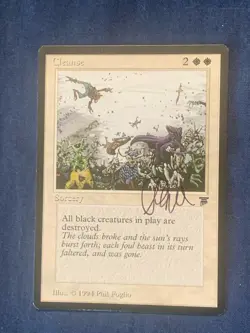 Cleanse 2
Sorcery
All black creatures in play are
destroyed.
The clouds broke and the sun's rays
burst forth; each foul beast in its turn
faltered, and was gone.
Illus. © 1994 Phil Foglio